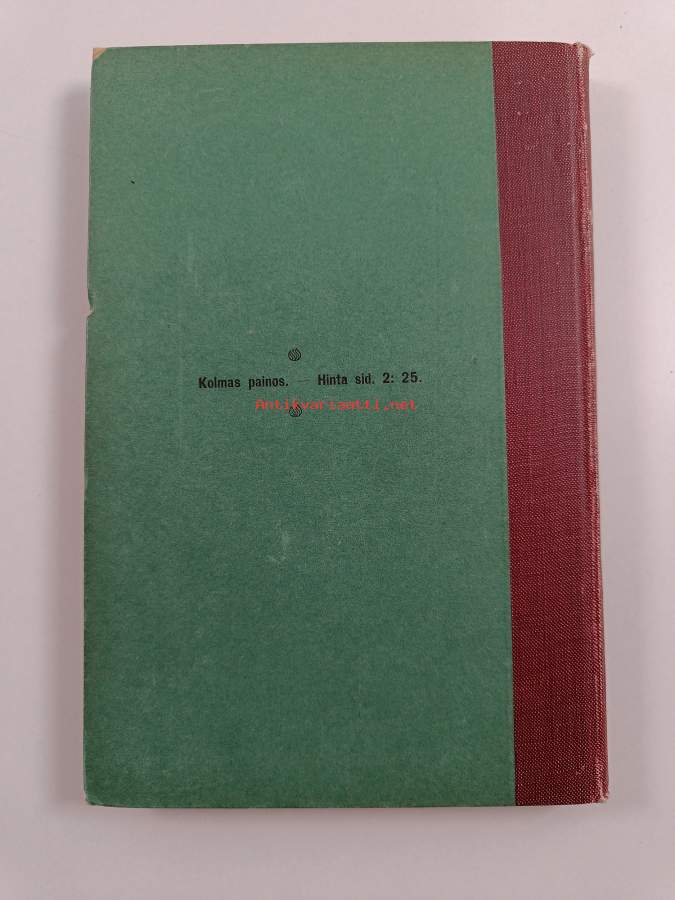 Kolmas painos. — Hinta sid. 2: 25.
Antikvariaatti.net